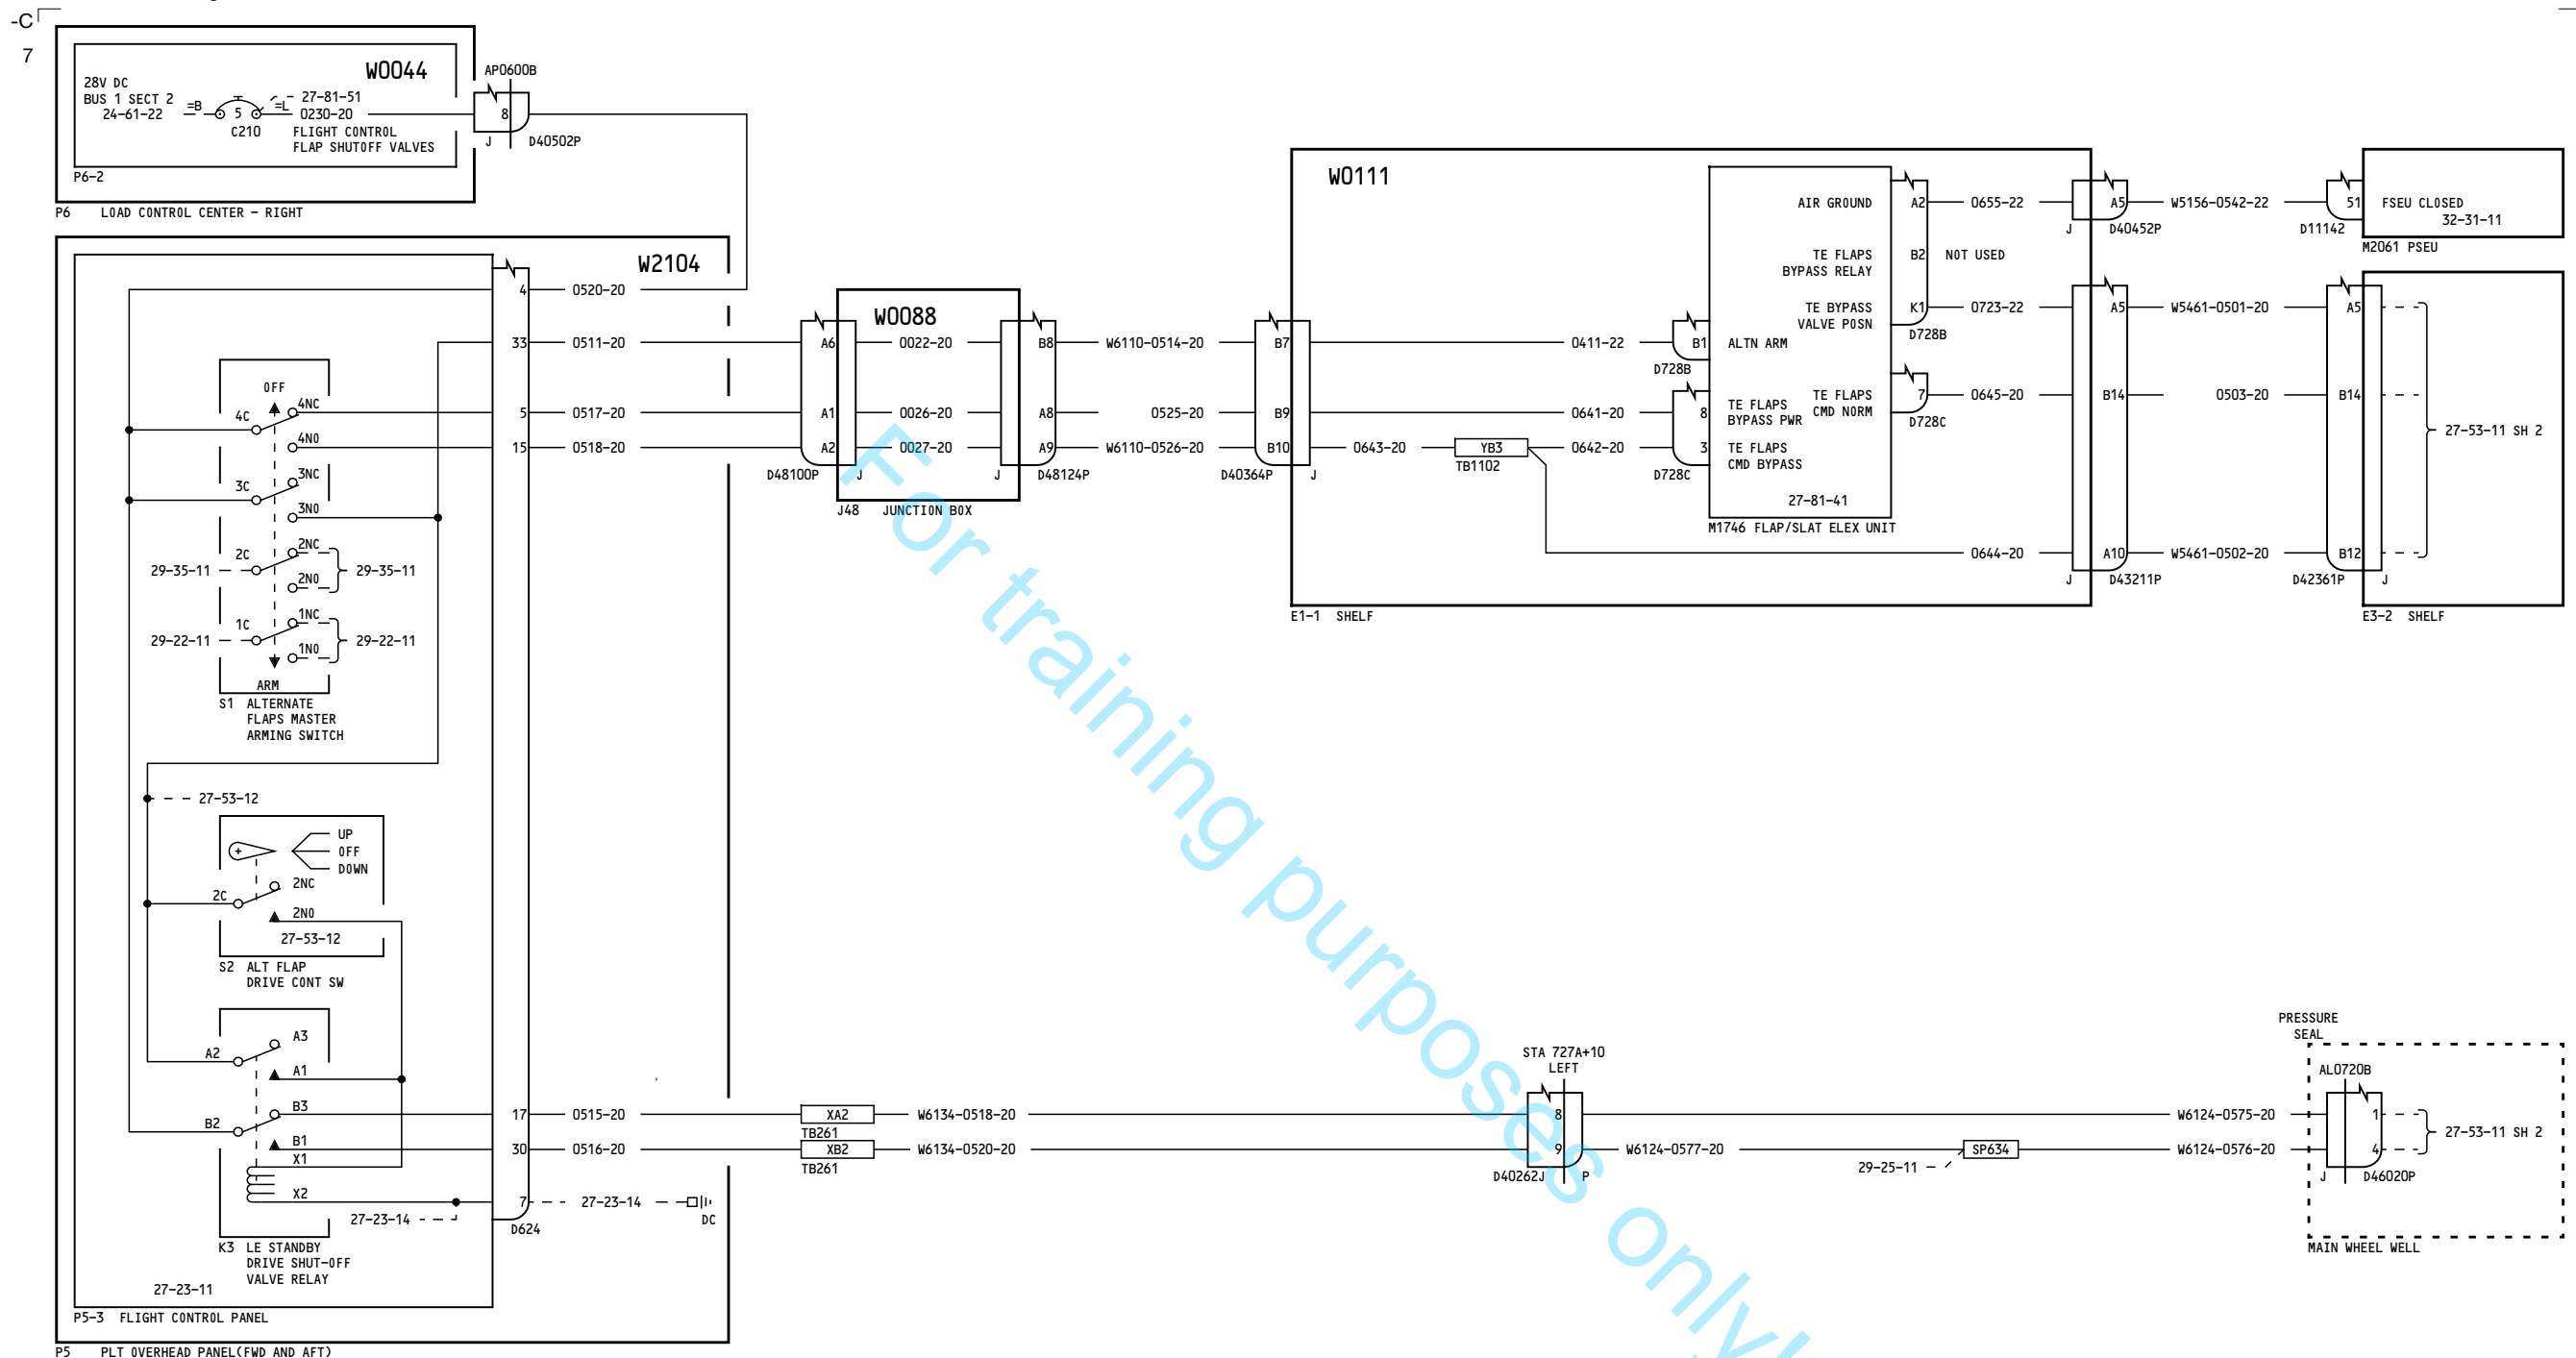 -C
7
W0044
28V DC
BUS 1 SECT 2
24-61-22
=B
5
=L
27-81-51
0230-20
C210
FLIGHT CONTROL
FLAP SHUTOFF VALVES
P6-2
P6 LOAD CONTROL CENTER - RIGHT
AP0600B
8
J
D40502P
W2104
4
0520-20
33
0511-20
5
0517-20
15
0518-20
OFF
4C
4NC
4NO
3C
3NC
3NO
2C
2NC
2NO
29-35-11
29-35-11
1C
1NC
1NO
29-22-11
29-22-11
ARM
S1 ALTERNATE
FLAPS MASTER
ARMING SWITCH
27-53-12
UP
OFF
DOWN
2C
2NC
2NO
27-53-12
S2 ALT FLAP
DRIVE CONT SW
A2
A3
A1
B2
B3
B1
X1
X2
27-23-14
K3 LE STANDBY
DRIVE SHUT-OFF
VALVE RELAY
27-23-11
P5-3 FLIGHT CONTROL PANEL
P5 PLT OVERHEAD PANEL(FWD AND AFT)
17
0515-20
30
0516-20
7
27-23-14
DC
D624
XA2
TB261
XB2
TB261
W6134-0518-20
W6134-0520-20
W0088
A6
0022-20
B8
A1
0026-20
A8
A2
0027-20
A9
D48100P
J
J
D48124P
J48 JUNCTION BOX
W6110-0514-20
0525-20
W6110-0526-20
B7
B9
B10
D40364P
J
W0111
0411-22
0641-20
0643-20
YB3
TB1102
0642-20
B1
D728B
8
3
D728C
AIR GROUND
TE FLAPS
BYPASS RELAY
TE BYPASS
VALVE POSN
ALTN ARM
TE FLAPS
BYPASS PWR
TE FLAPS
CMD NORM
TE FLAPS
CMD BYPASS
27-81-41
M1746 FLAP/SLAT ELEX UNIT
A2
B2 NOT USED
K1
D728B
7
D728C
0655-22
0723-22
0645-20
0644-20
E1-1 SHELF
J
A5
D40452P
A5
B14
A10
J
D43211P
W5156-0542-22
W5461-0501-20
0503-20
W5461-0502-20
51
D11142
FSEU CLOSED
32-31-11
M2061 PSEU
A5
B14
B12
D42361P
J
27-53-11 SH 2
E3-2 SHELF
STA 727A+10
LEFT
8
9
D40262J
P
W6124-0577-20
29-25-11
SP634
W6124-0575-20
W6124-0576-20
PRESSURE
SEAL
AL0720B
1
4
J
D46020P
27-53-11 SH 2
MAIN WHEEL WELL
For training purposes only!